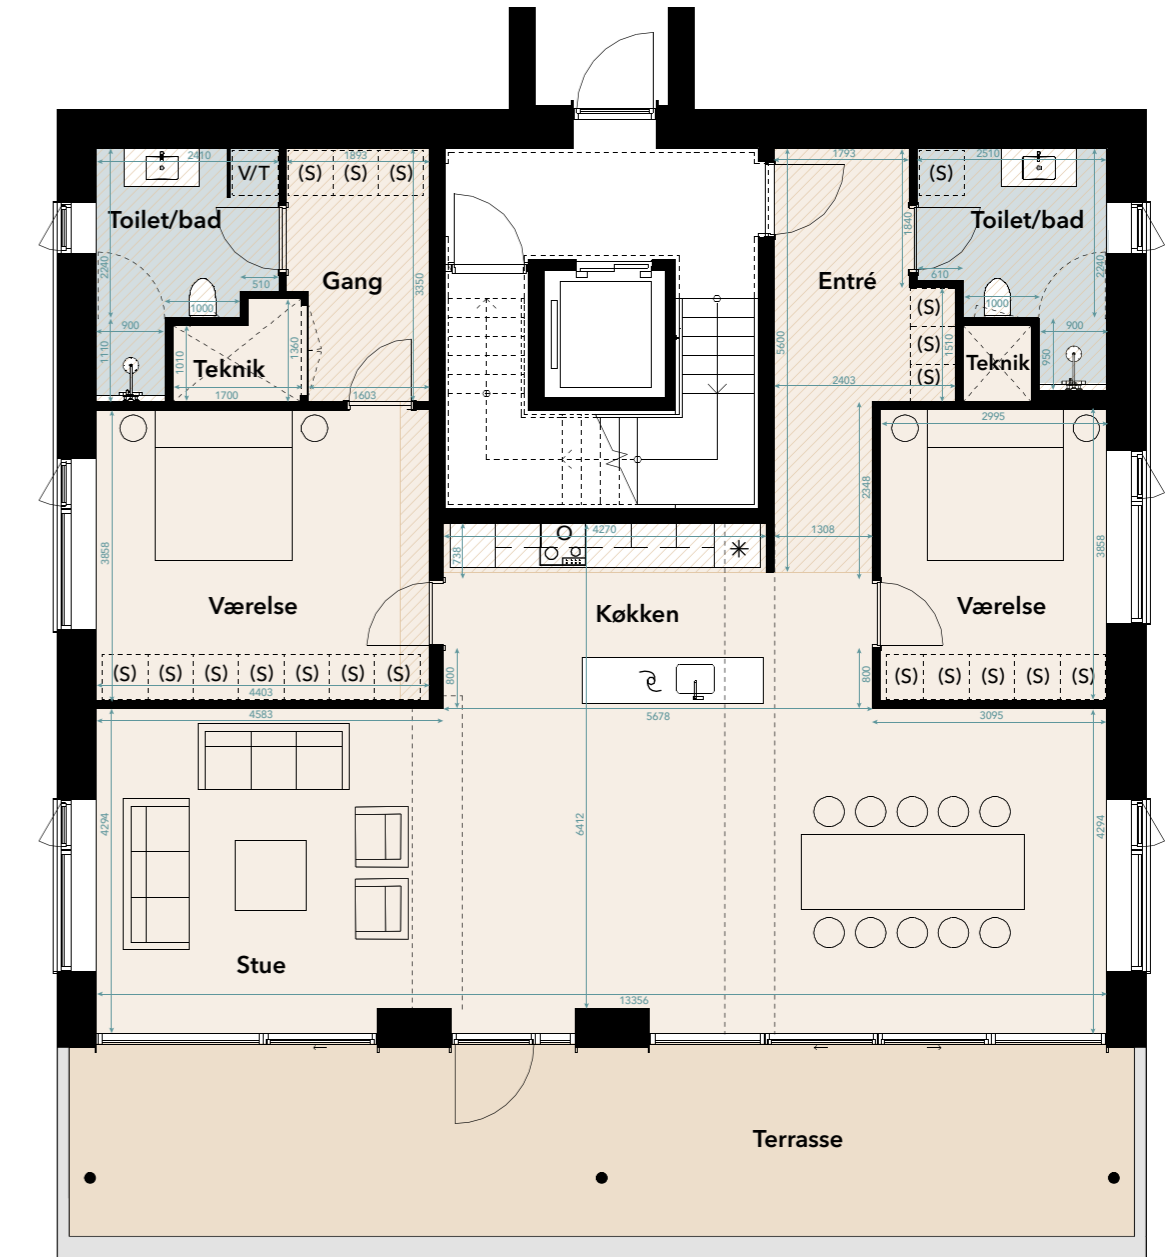 2410
1893
1793
2510
V/T
(S)
(S)
(S)
(S)
Toilet/bad
Toilet/bad
1840
2240
2240
510
610
Gang
Entré
3350
1000
1000
(S)
(S)
(S)
900
900
1110
1010
1360
5600
1510
950
Teknik
Teknik
1700
1603
2403
2995
2348
4270
1308
738
3858
3858
Værelse
Køkken
Værelse
(S)
(S)
(S)
(S)
(S)
(S)
(S)
800
800
(S)
(S)
(S)
(S)
(S)
4403
4583
5678
3095
4294
6412
4294
Stue
13356
Terrasse